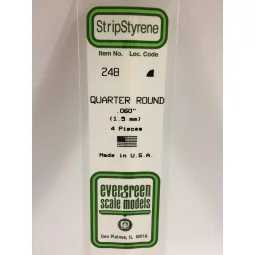 StripStyrene
Item No. Loc. Code
248
QUARTER ROUND
.060"
(1.5 mm)
4 Pieces
Made in U.S.A.
evergreen
scale models
Des Plaines, IL 60018